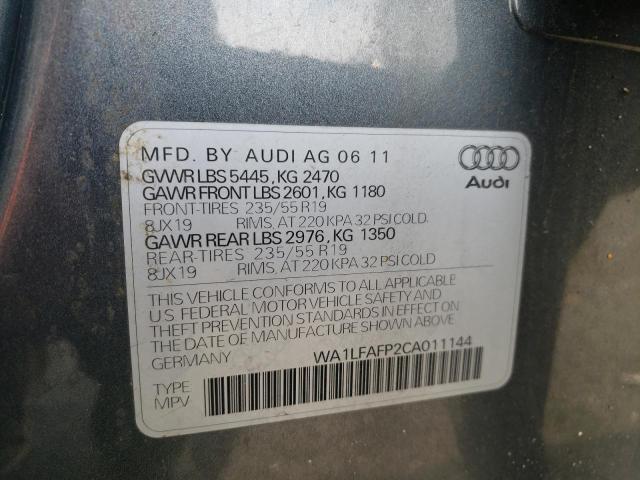 MFD. BY AUDI AG 06 11
GVWR LBS 5445, KG 2470
GAWR FRONT LBS 2601, KG 1180
FRONT-TIRES 235/55 R19
8JX19 RIMS, AT 220 KPA 32 PSI COLD.
GAWR REAR LBS 2976, KG 1350
REAR-TIRES 235/55 R19
8JX19 RIMS, AT 220 KPA 32 PSI COLD
Audi
THIS VEHICLE CONFORMS TO ALL APPLICABLE
U.S FEDERAL MOTOR VEHICLE SAFETY AND
THEFT PREVENTION STANDARDS IN EFFECT ON
THE DATE OF MANUFACTURE SHOWN ABOVE.
GERMANY WA1LFAFP2CA011144
TYPE
MPV